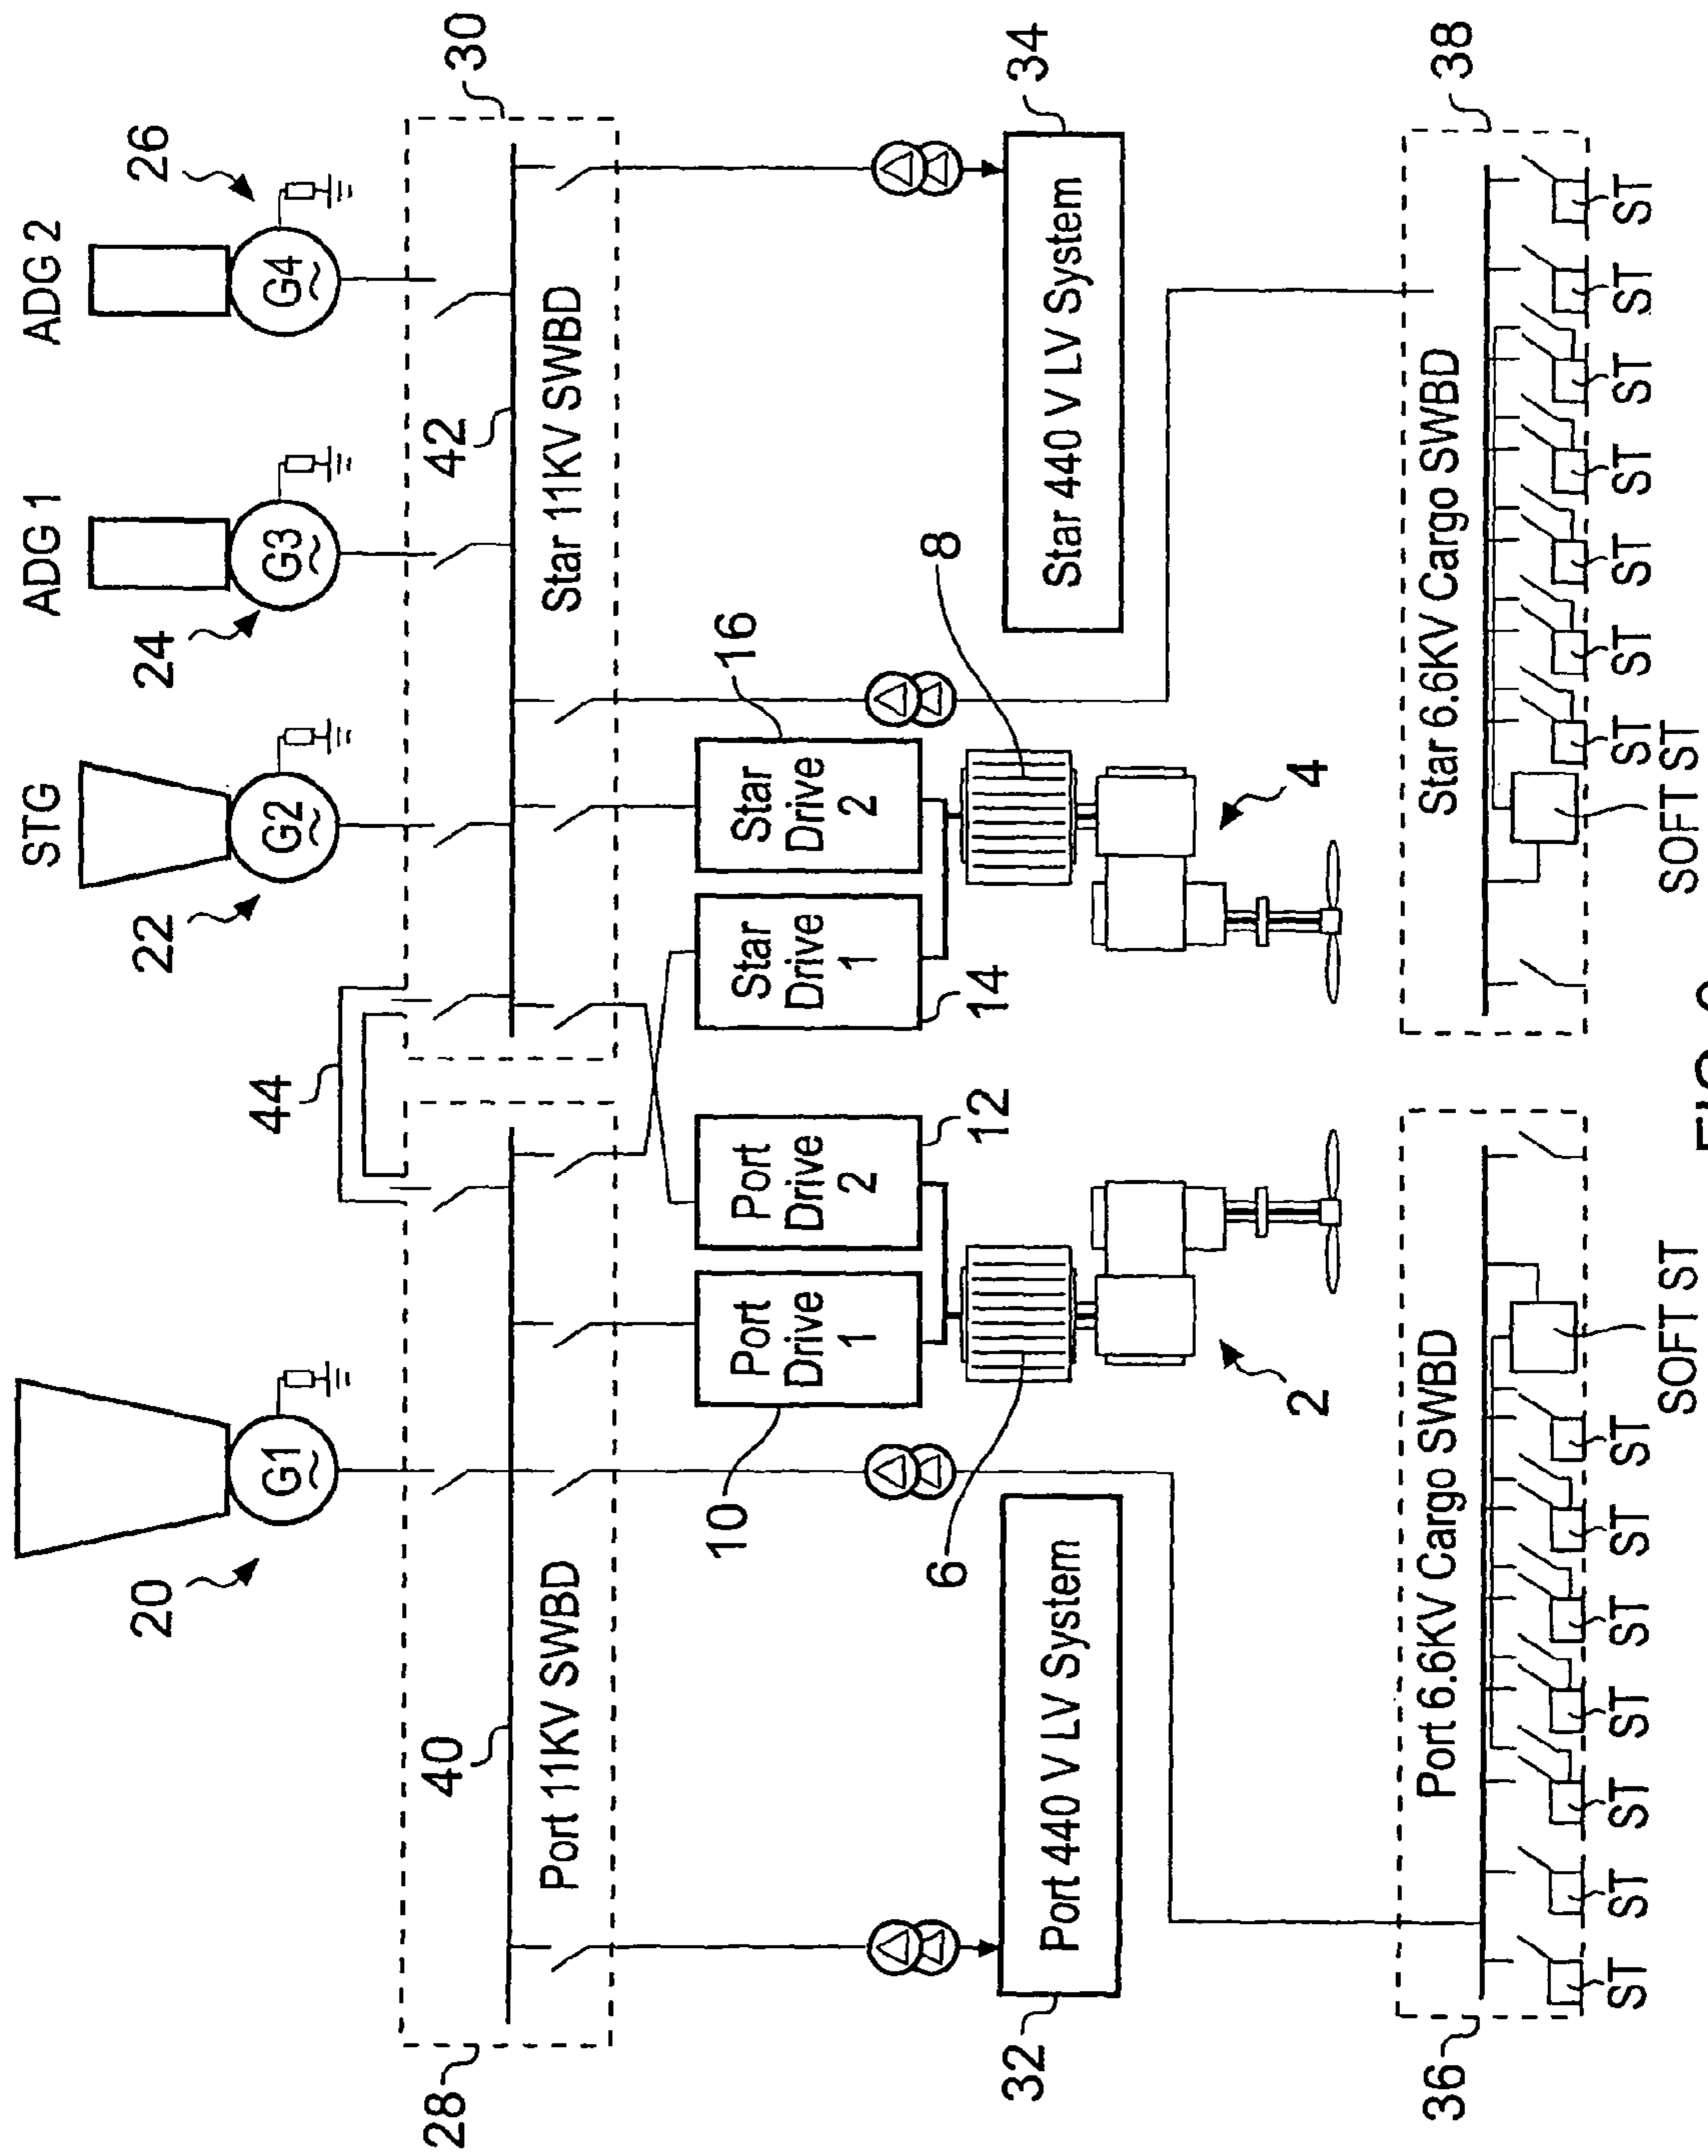 STG
ADG 1
ADG 2
20
22
24
26
G1
G2
G3
G4
44
28
30
40
42
Port 11KV SWBD
Star 11KV SWBD
10
Port
Drive
1
Port
Drive
2
12
14
Star
Drive
1
Star
Drive
2
16
6
8
32
Port 440 V LV System
Star 440 V LV System
34
2
4
36
Port 6.6KV Cargo SWBD
Star 6.6KV Cargo SWBD
38
ST
ST
ST
ST
ST
ST
ST
SOFT ST
SOFT ST
ST
ST
ST
ST
ST
ST
ST